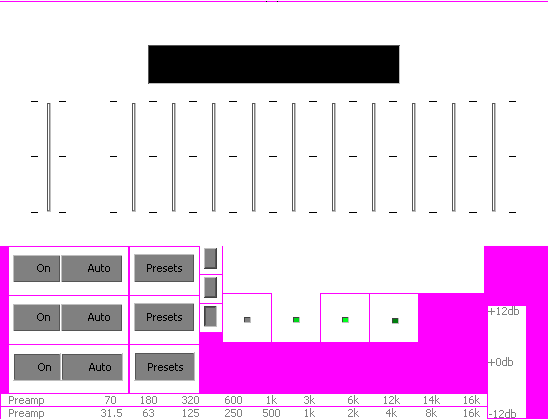 On Auto Presets
On Auto Presets
+12db
On Auto Presets
+0db
Preamp 70 180 320 600 1k 3k 6k 12k 14k 16k
Preamp 31.5 63 125 250 500 1k 2k 4k 8k 16k
-12db